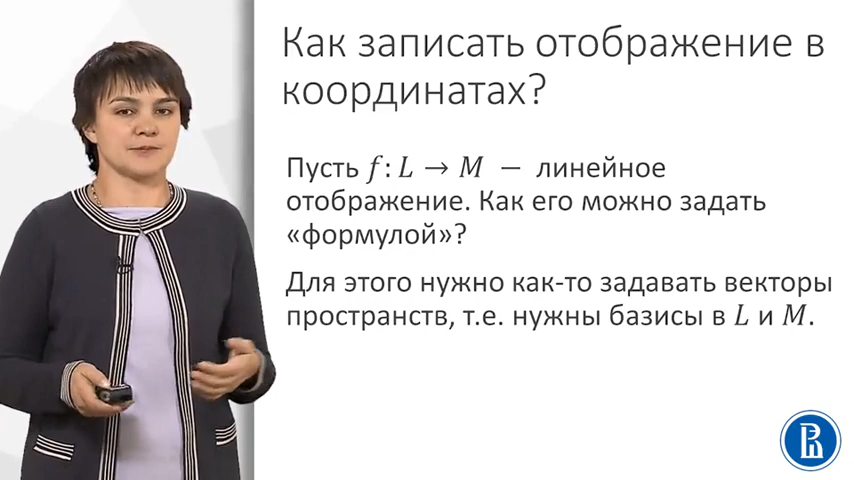 Как записать отображение в
координатах?
Пусть f: L → M − линейное
отображение. Как его можно задать
«формулой»?
Для этого нужно как-то задавать векторы
пространств, т.е. нужны базисы в L и M.